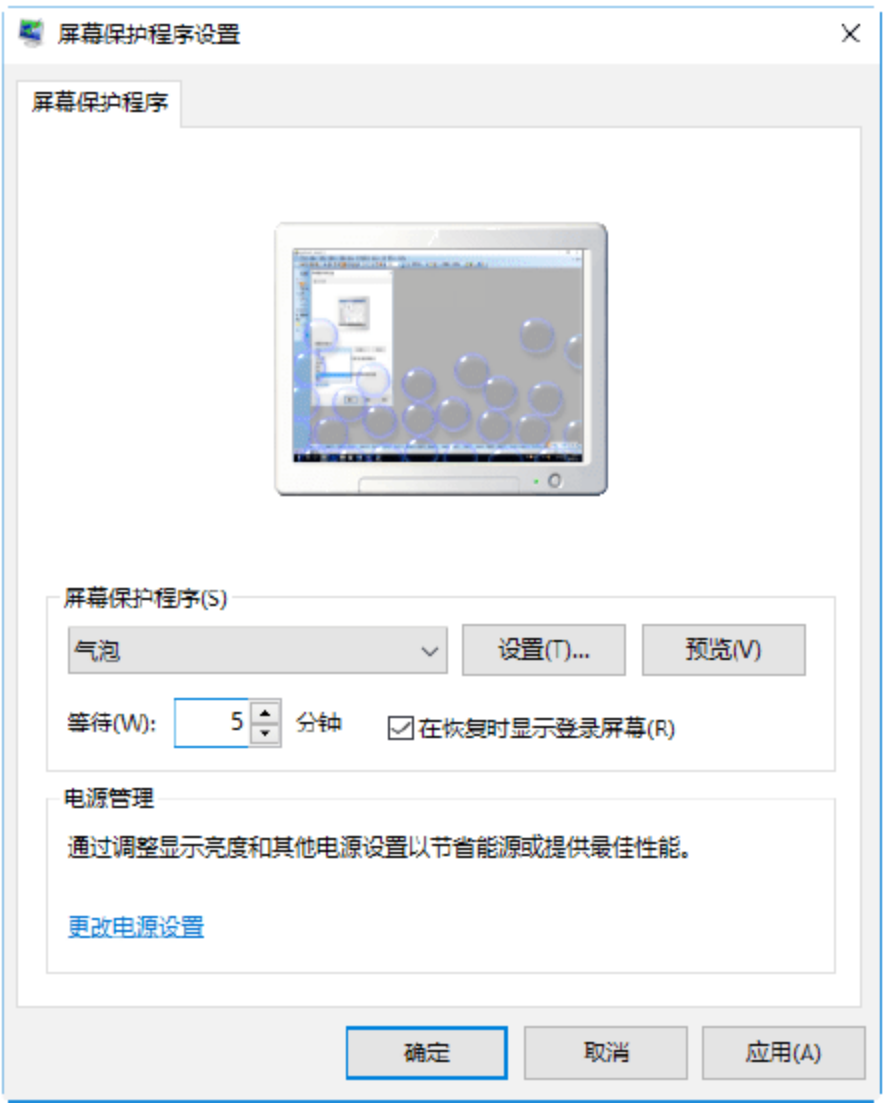 屏幕保护程序设置
屏幕保护程序
屏幕保护程序(S)
气泡
设置(T)...
预览(V)
等待(W):
5
分钟
在恢复时显示登录屏幕(R)
电源管理
通过调整显示亮度和其他电源设置以节省能源或提供最佳性能。
更改电源设置
确定
取消
应用(A)